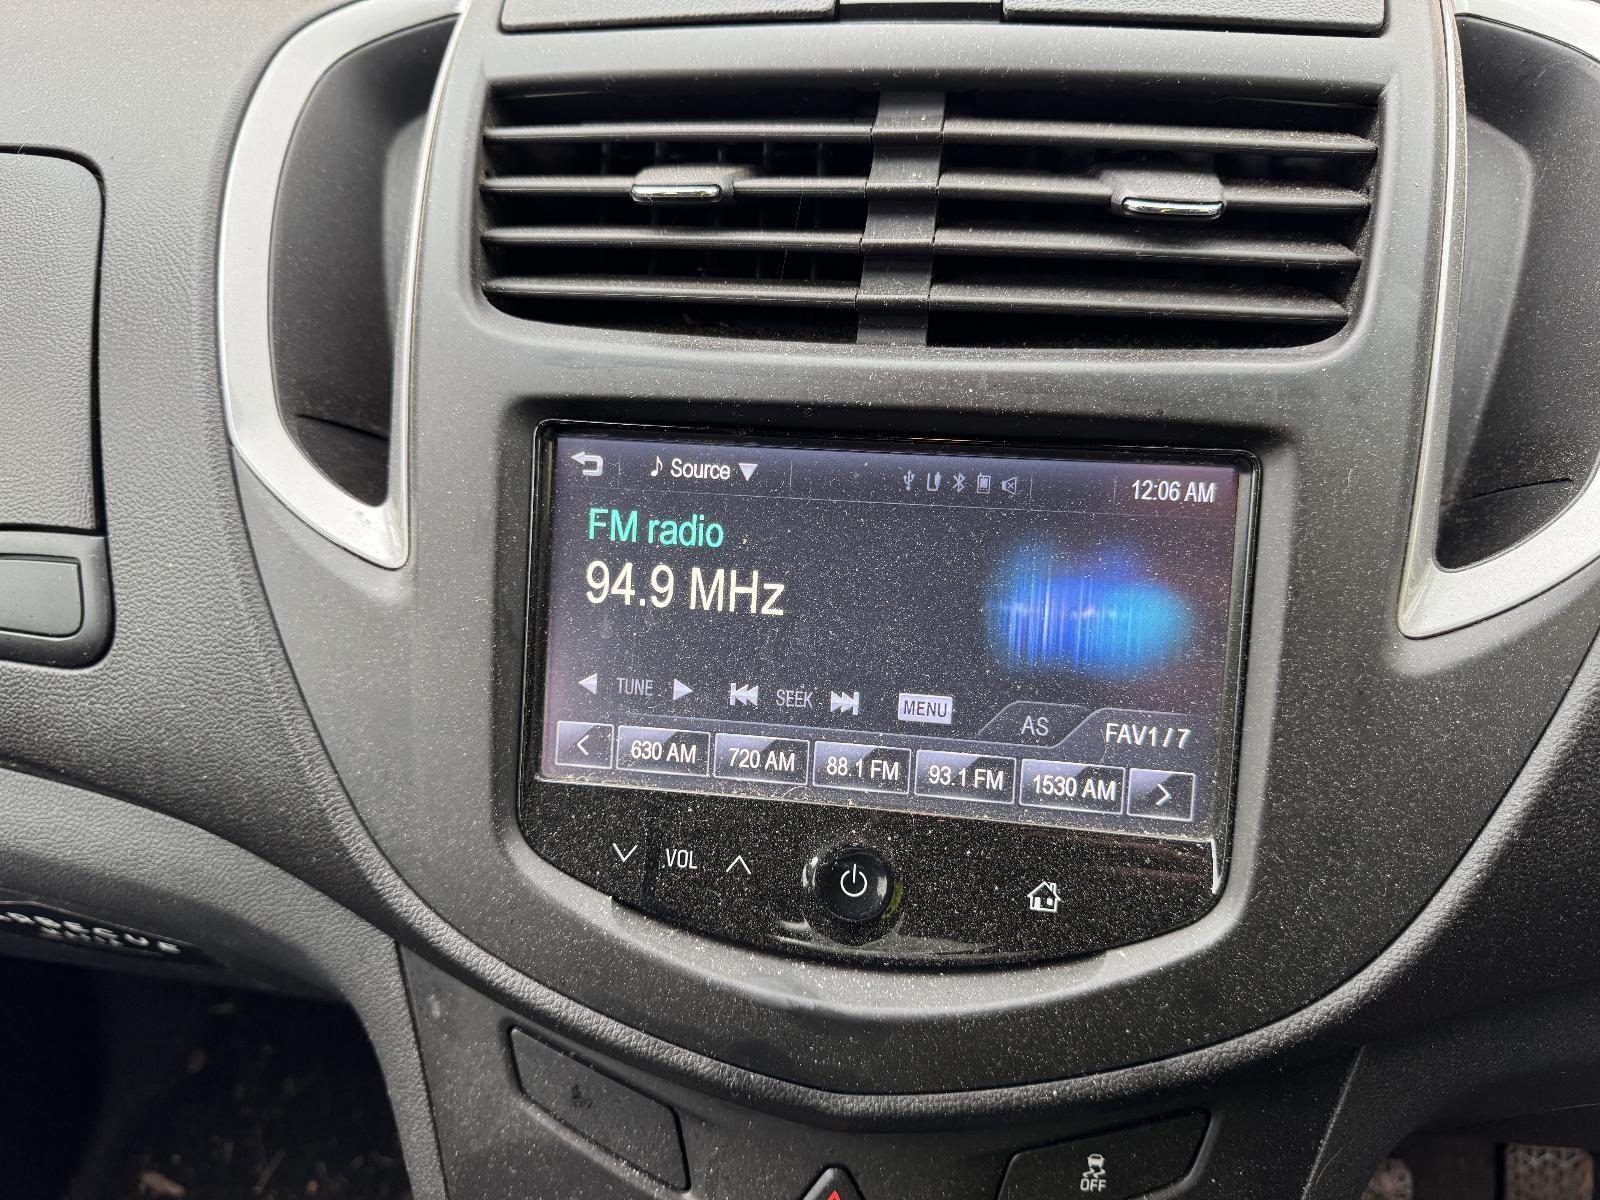 Source
12:06 AM
FM radio
94.9 MHz
TUNE
SEEK
MENU
AS
FAV1 / 7
630 AM
720 AM
88.1 FM
93.1 FM
1530 AM
VOL
OFF